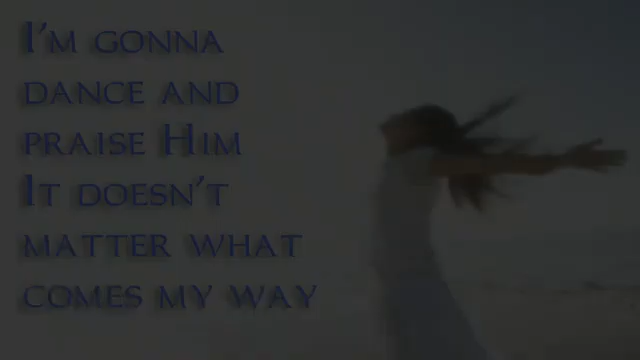 I'm gonna
dance and
praise Him
It doesn't
matter what
comes my way